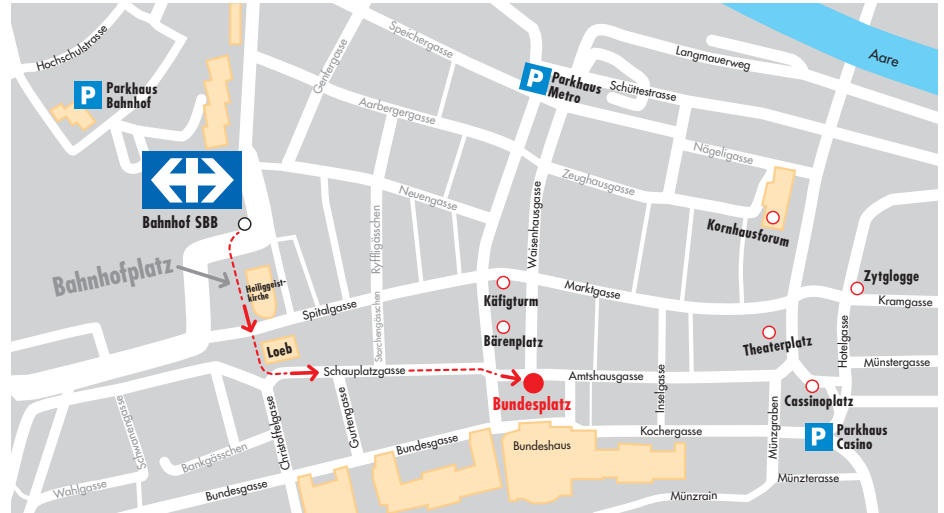 Hochschulstrasse
P
Parkhaus
Bahnhof
Gentergasse
Speichergasse
Aarbergergasse
Neuengasse
P
Parkhaus
Metro
Langmauerweg
Schüttestrasse
Aare
Nägeligasse
Zeughausgasse
Waisenhausgasse
Bahnhof SBB
Bahnhofplatz
Heiliggeist-
kirche
Ryffligässchen
Kornhausforum
Zytglogge
Kramgasse
Käfigturm
Marktgasse
Spitalgasse
Storchengässchen
Bärenplatz
Theaterplatz
Hotelgasse
Münstergasse
Loeb
Schauplatzgasse
Amtshausgasse
Bundesplatz
Inselgasse
Cassinoplatz
Münzgraben
Kochergasse
P
Parkhaus
Casino
Schwanengasse
Christoffelgasse
Gurtengasse
Bundesgasse
Bundeshaus
Bankgässchen
Wahlgasse
Bundesgasse
Münzrain
Münzterasse